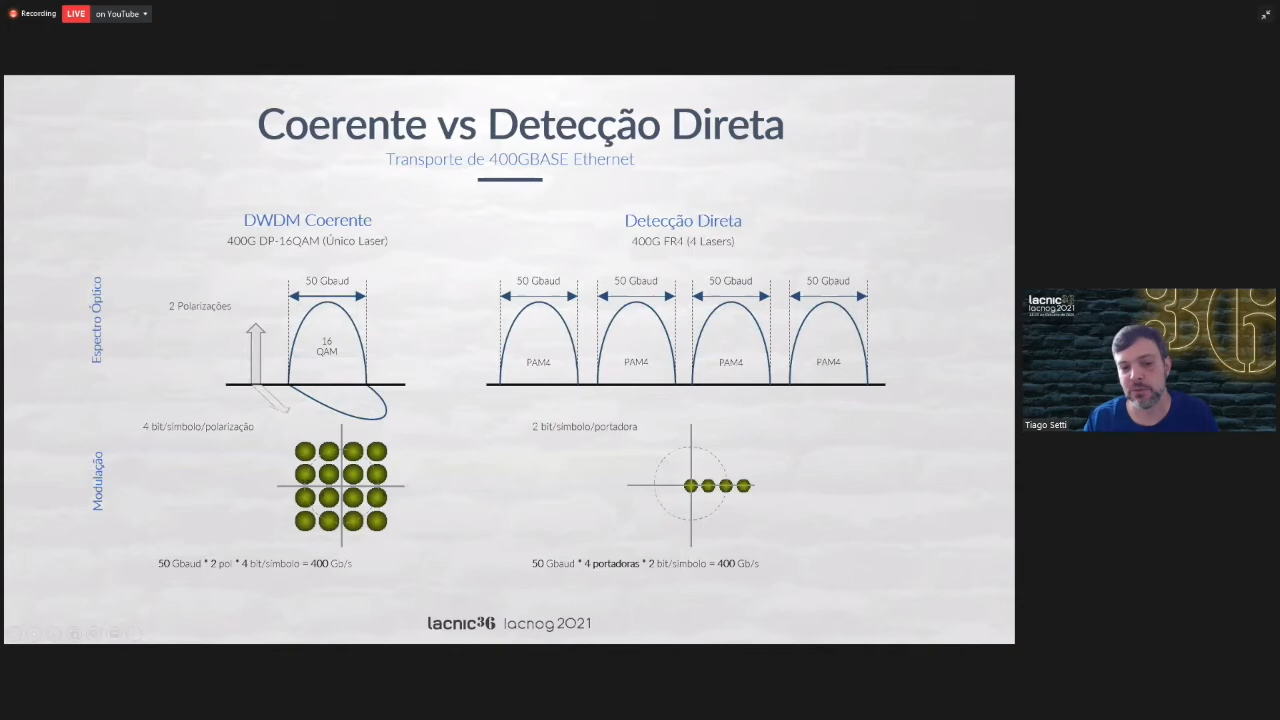 Recording
LIVE
on YouTube
Coerente vs Detecção Direta
Transporte de 400GBASE Ethernet
DWDM Coerente
400G DP-16QAM (Único Laser)
Detecção Direta
400G FR4 (4 Lasers)
Espectro Óptico
2 Polarizações
50 Gbaud
16
QAM
50 Gbaud
50 Gbaud
50 Gbaud
50 Gbaud
PAM4
PAM4
PAM4
PAM4
Modulação
4 bit/símbolo/polarização
2 bit/símbolo/portadora
50 Gbaud * 2 pol * 4 bit/símbolo = 400 Gb/s
50 Gbaud * 4 portadoras * 2 bit/símbolo = 400 Gb/s
lacnic36 lacnog2021
lacnic36
lacnog2021
36
Tiago Setti